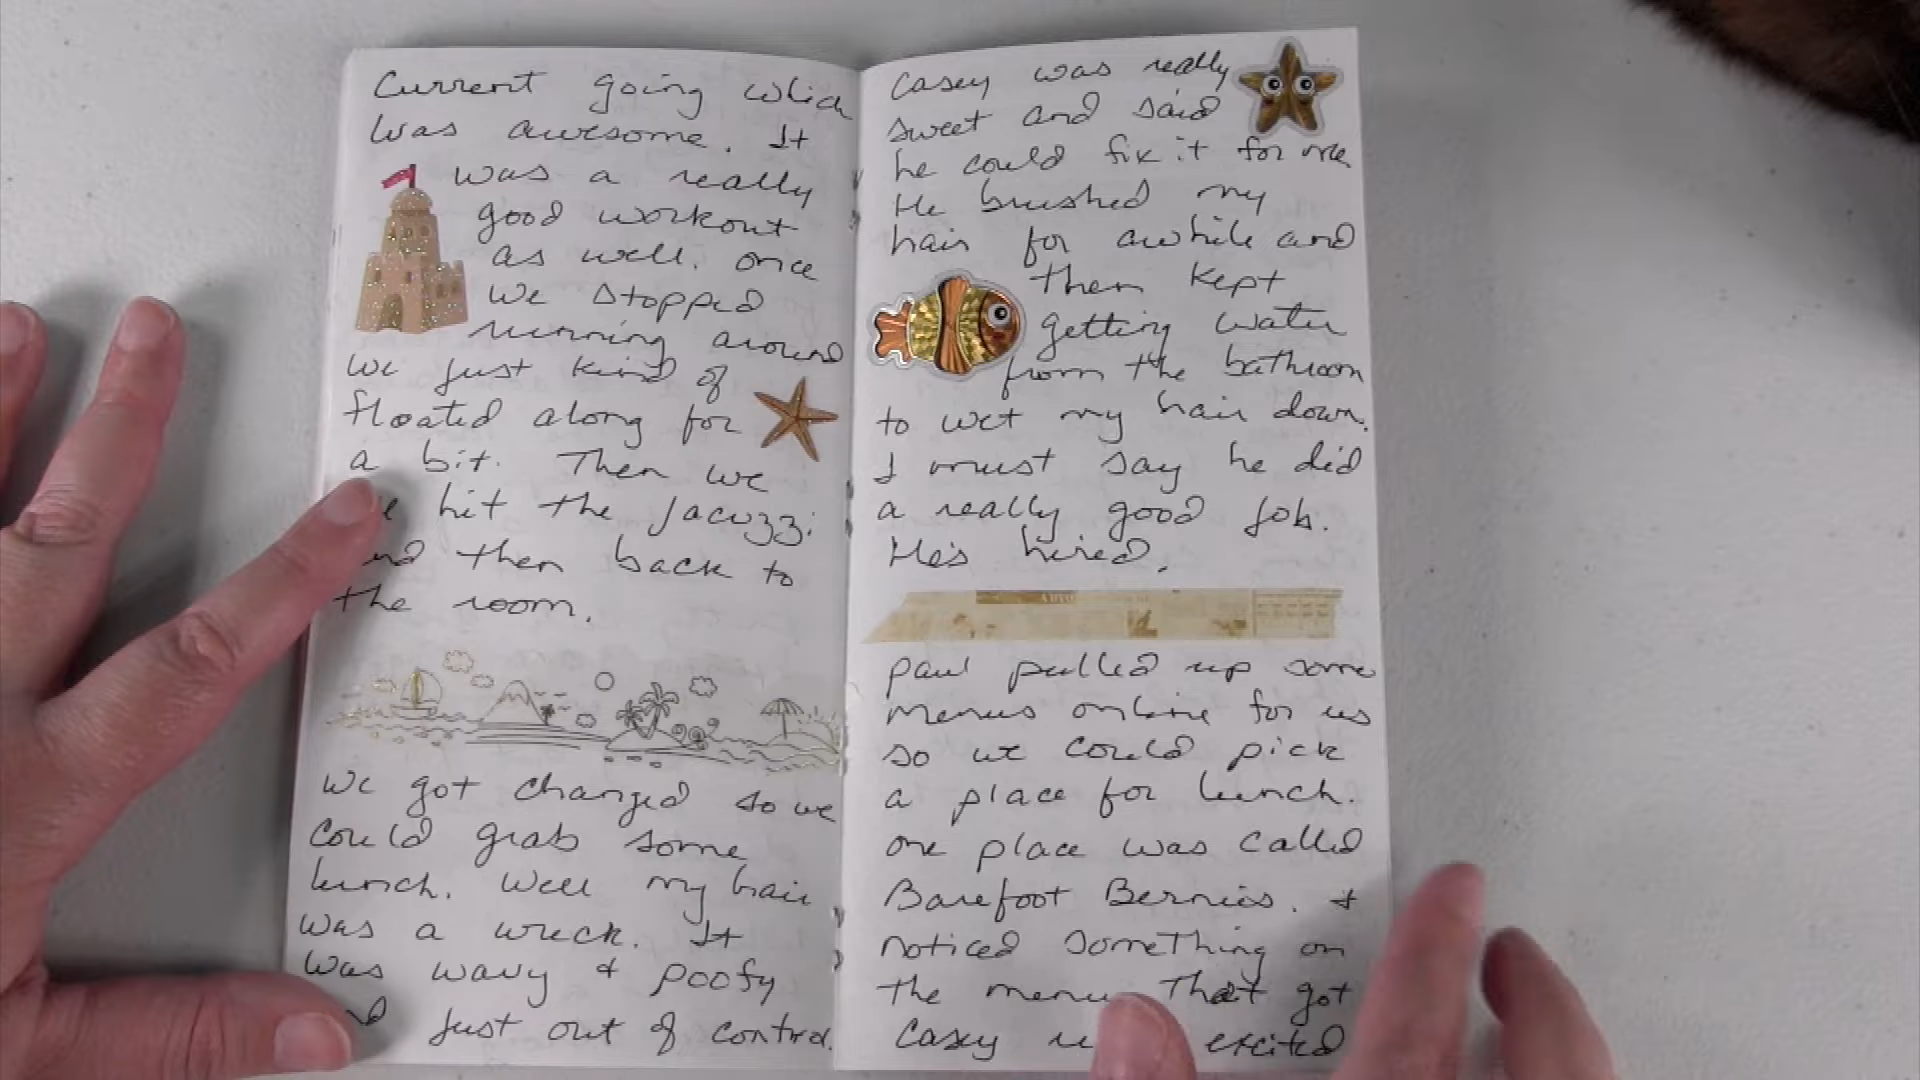 Current going which
was awesome. It
was a really
good workout
as well. once
we stopped
running around
we just kind of
floated along for
a bit. Then we
hit the Jacuzzi
then back to
the room.
we got changed so we
could grab some
lunch. Well my hair
was a wreck. It
was wavy & poofy
just out of control.
Casey was really
sweet and said
he could fix it for me
He brushed my
hair for awhile and
then kept
getting water
from the bathroom
to wet my hair down.
I must say he did
a really good job.
He's hired.
Paul pulled up some
menus online for us
so we could pick
a place for lunch.
one place was called
Barefoot Bernies. I
noticed something on
the menu That got
Casey excited